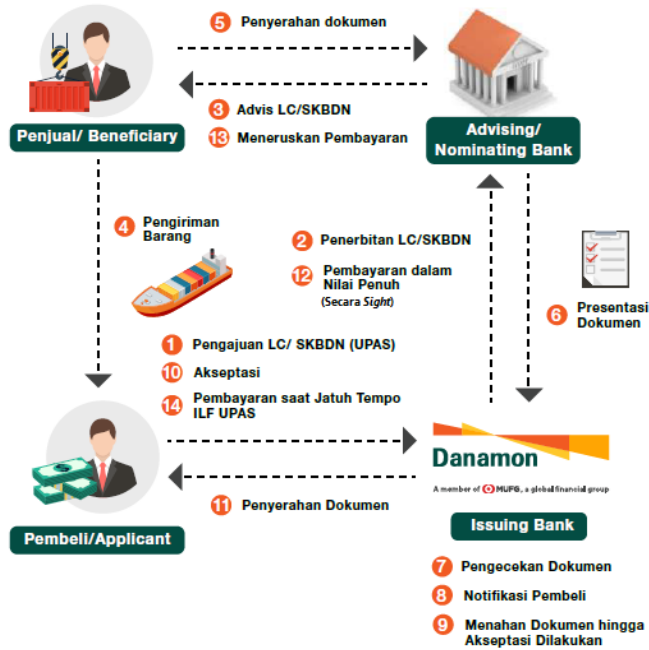 5 Penyerahan dokumen
3 Advis LC/SKBDN
13 Meneruskan Pembayaran
Penjual/ Beneficiary
Advising/
Nominating Bank
4 Pengiriman
Barang
2 Penerbitan LC/SKBDN
12 Pembayaran dalam
Nilai Penuh
(Secara Sight)
6 Presentasi
Dokumen
1 Pengajuan LC/ SKBDN (UPAS)
10 Akseptasi
14 Pembayaran saat Jatuh Tempo
ILF UPAS
Danamon
A member of MUFG, a global financial group
11 Penyerahan Dokumen
Pembeli/Applicant
Issuing Bank
7 Pengecekan Dokumen
8 Notifikasi Pembeli
9 Menahan Dokumen hingga
Akseptasi Dilakukan